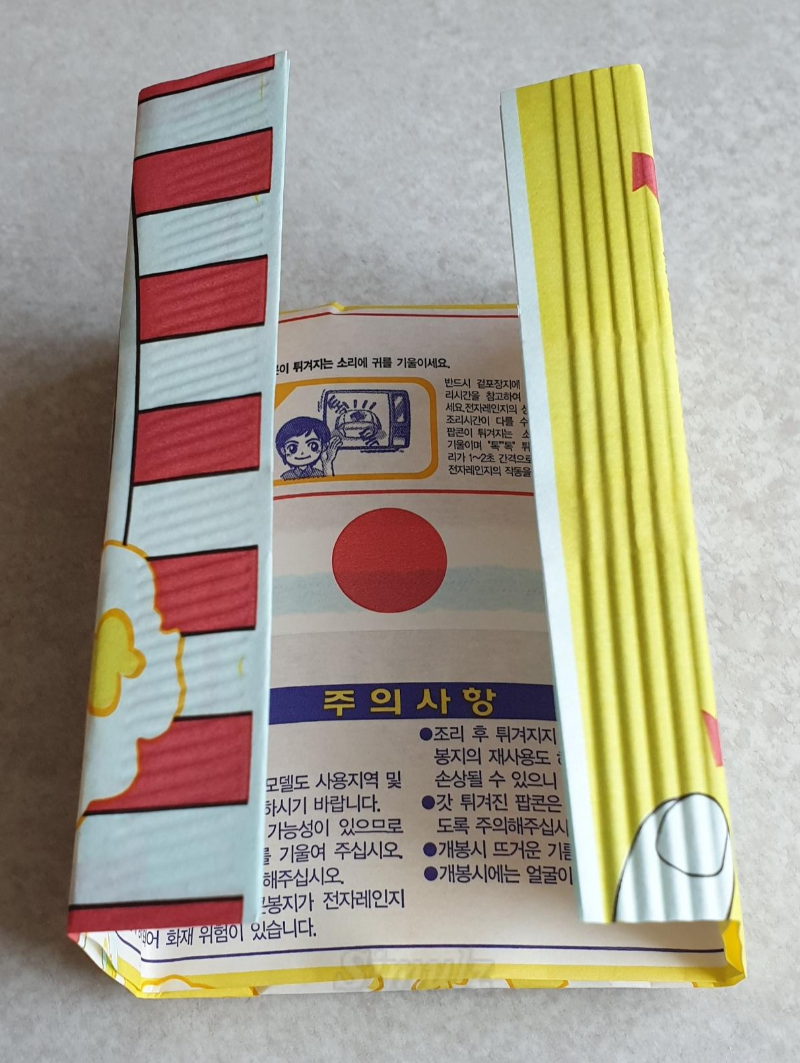 튀겨지는 소리에 귀를 기울이세요.
반드시 겉포장지에
리시간을 참고하여
세요.전자레인지의
조리시간이 다를 수
팝콘이 튀겨지는
기울이며 "톡""톡"
리가 1~2초 간격으로
전자레인지의 작동을
주의사항
모델도 사용지역 및
하시기 바랍니다.
가능성이 있으므로
기울여 주십시오.
해주십시오.
봉지가 전자레인지
화재 위험이 있습니다.
●조리 후 튀겨지지
봉지의 재사용도
손상될 수 있으니
●갓 튀겨진 팝콘은
도록 주의해주십시
●개봉시 뜨거운
●개봉시에는 얼굴이